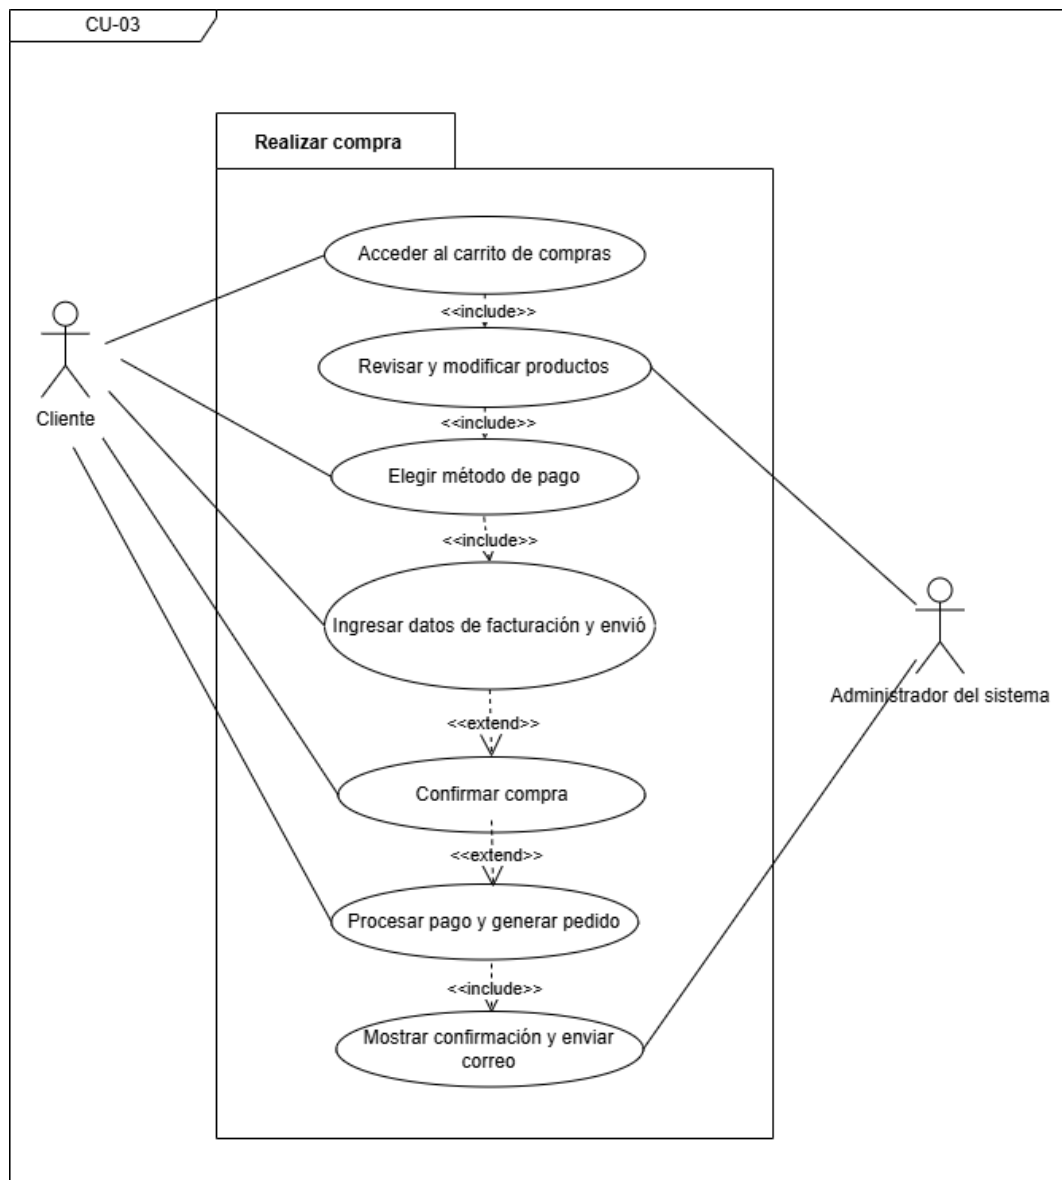 CU-03
Realizar compra
Acceder al carrito de compras
<<include>>
Revisar y modificar productos
<<include>>
Cliente
Elegir método de pago
<<include>>
Ingresar datos de facturación y envió
Administrador del sistema
<<extend>>
Confirmar compra
<<extend>>
Procesar pago y generar pedido
<<include>>
Mostrar confirmación y enviar
correo